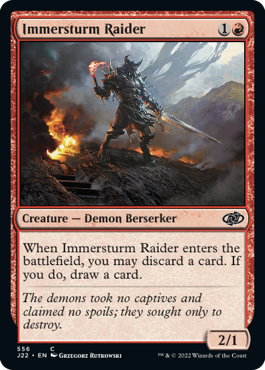 Immersturm Raider 1
Creature — Demon Berserker
When Immersturm Raider enters the
battlefield, you may discard a card. If
you do, draw a card.
The demons took no captives and
claimed no spoils; they sought only to
destroy.
2/1
556 C
J22 • EN Grzegorz Rutkowski ™ & © 2022 Wizards of the Coast